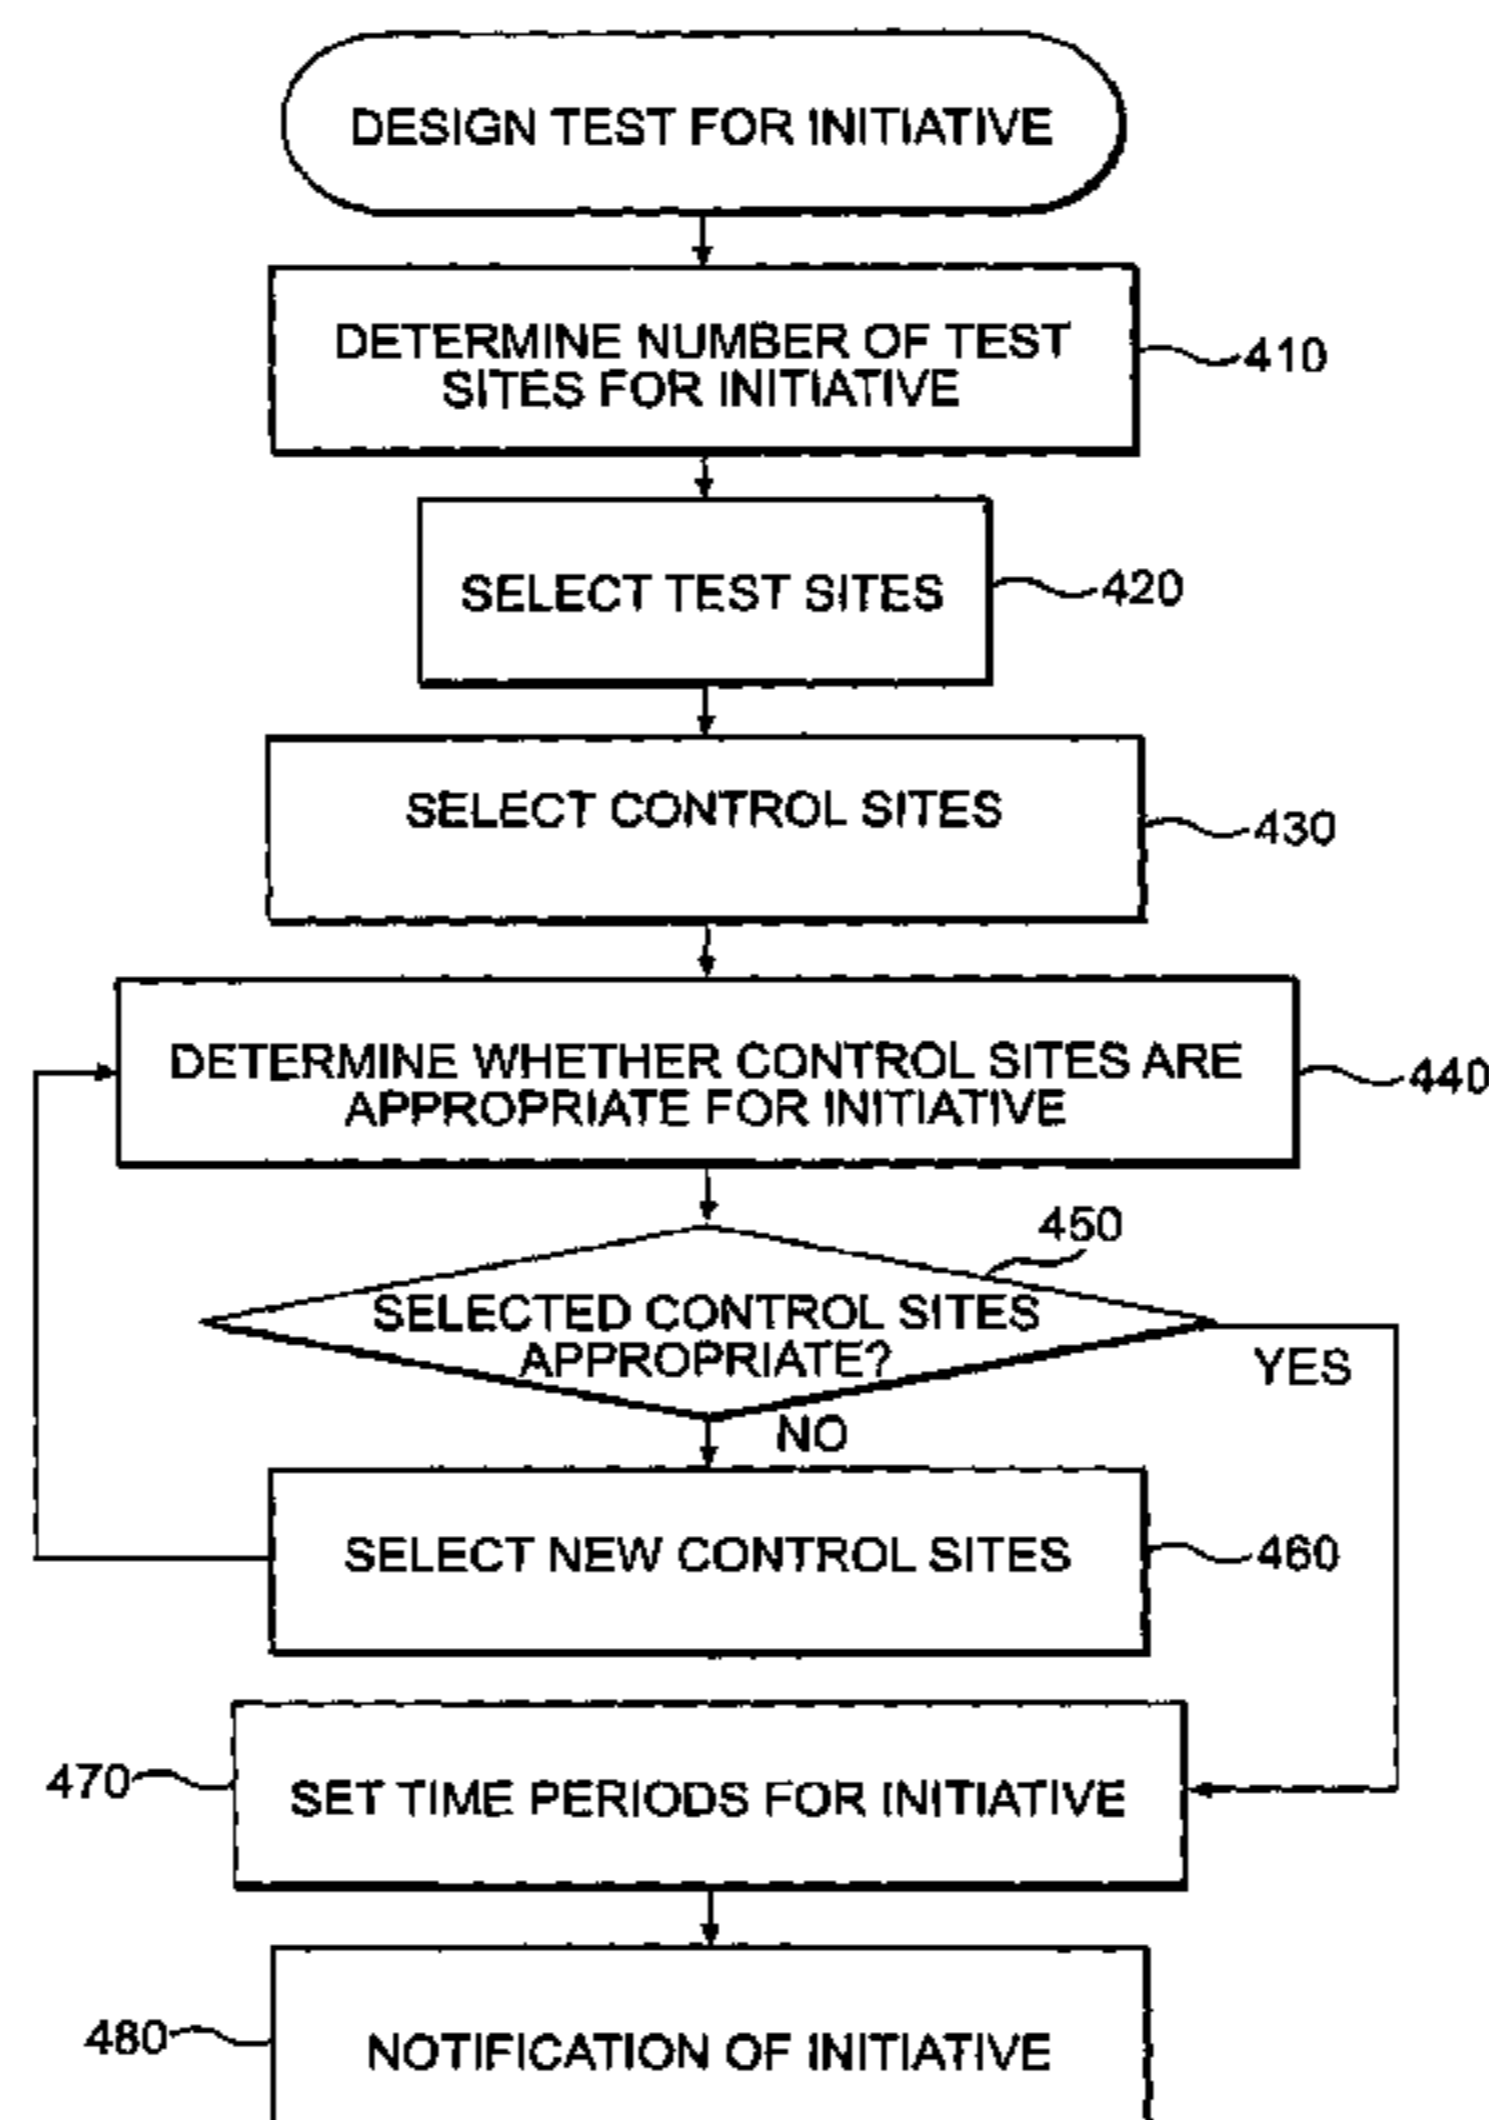 DESIGN TEST FOR INITIATIVE
DETERMINE NUMBER OF TEST
SITES FOR INITIATIVE
410
SELECT TEST SITES
420
SELECT CONTROL SITES
430
DETERMINE WHETHER CONTROL SITES ARE
APPROPRIATE FOR INITIATIVE
440
450
SELECTED CONTROL SITES
APPROPRIATE?
YES
NO
SELECT NEW CONTROL SITES
460
470
SET TIME PERIODS FOR INITIATIVE
480
NOTIFICATION OF INITIATIVE